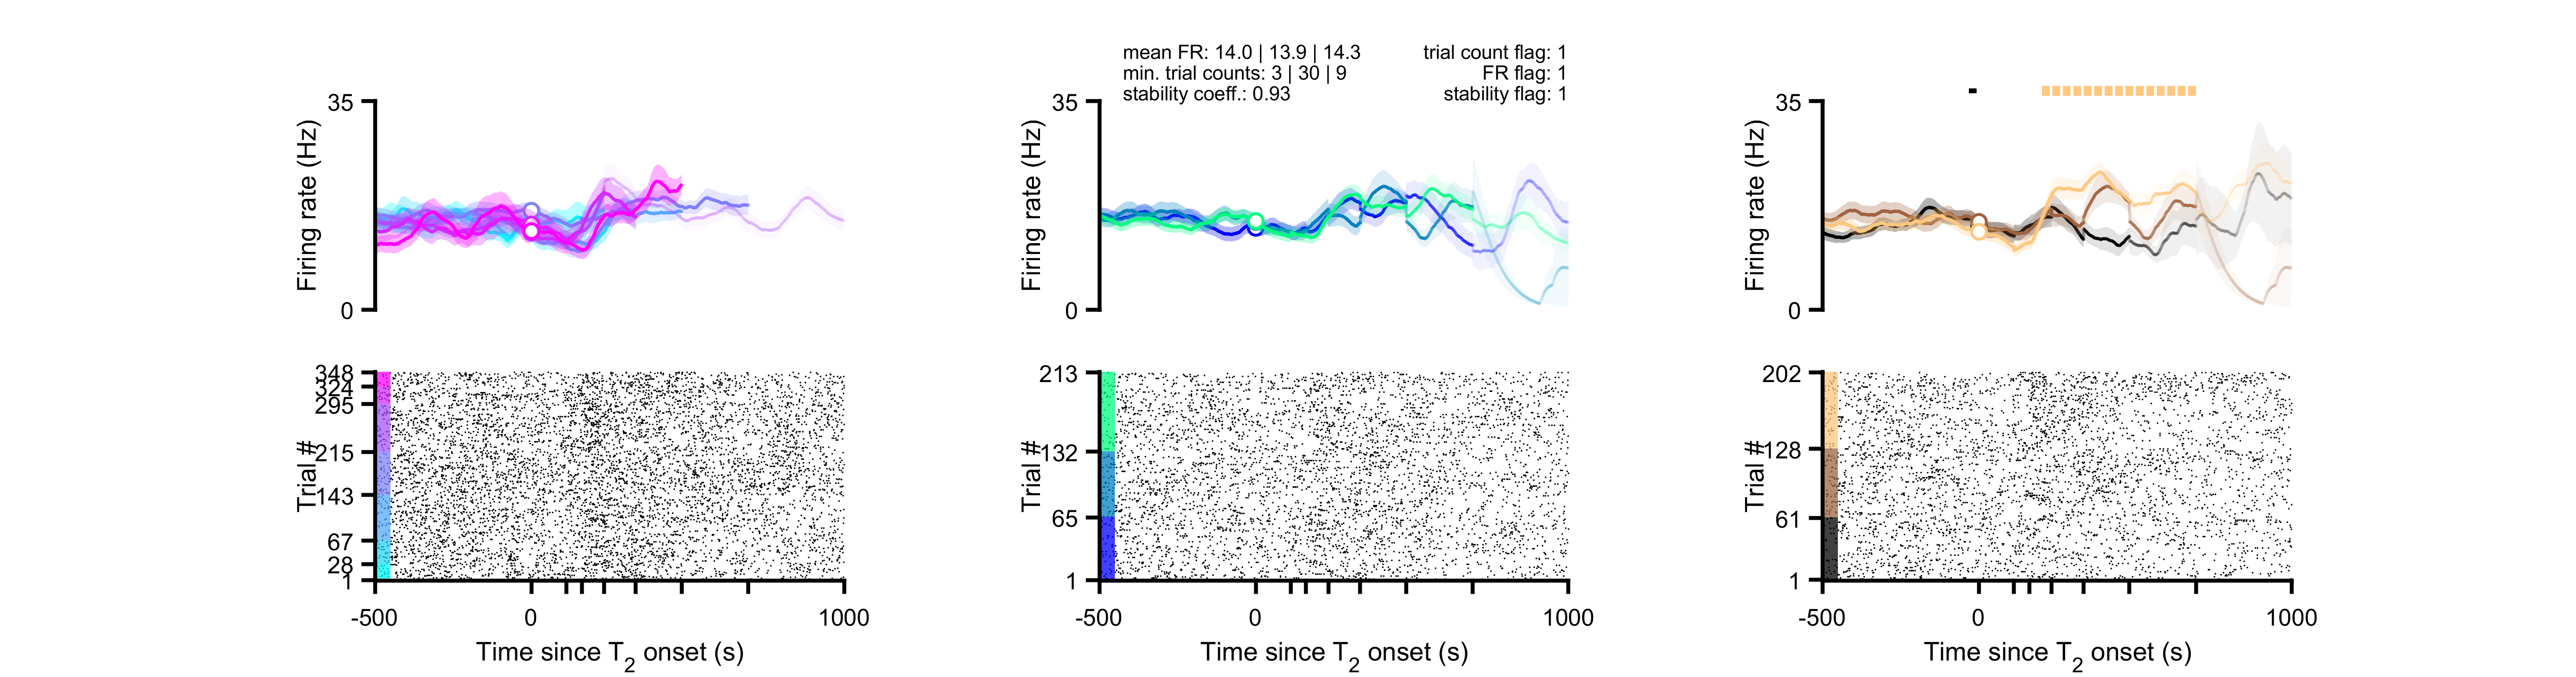 mean FR: 14.0 | 13.9 | 14.3
min. trial counts: 3 | 30 | 9
stability coeff.: 0.93
trial count flag: 1
FR flag: 1
stability flag: 1
35
Firing rate (Hz)
0
348
324
295
215
143
67
28
1
Trial #
-500
0
1000
Time since T2 onset (s)
35
Firing rate (Hz)
0
213
132
65
1
Trial #
-500
0
1000
Time since T2 onset (s)
35
Firing rate (Hz)
0
202
128
61
1
Trial #
-500
0
1000
Time since T2 onset (s)